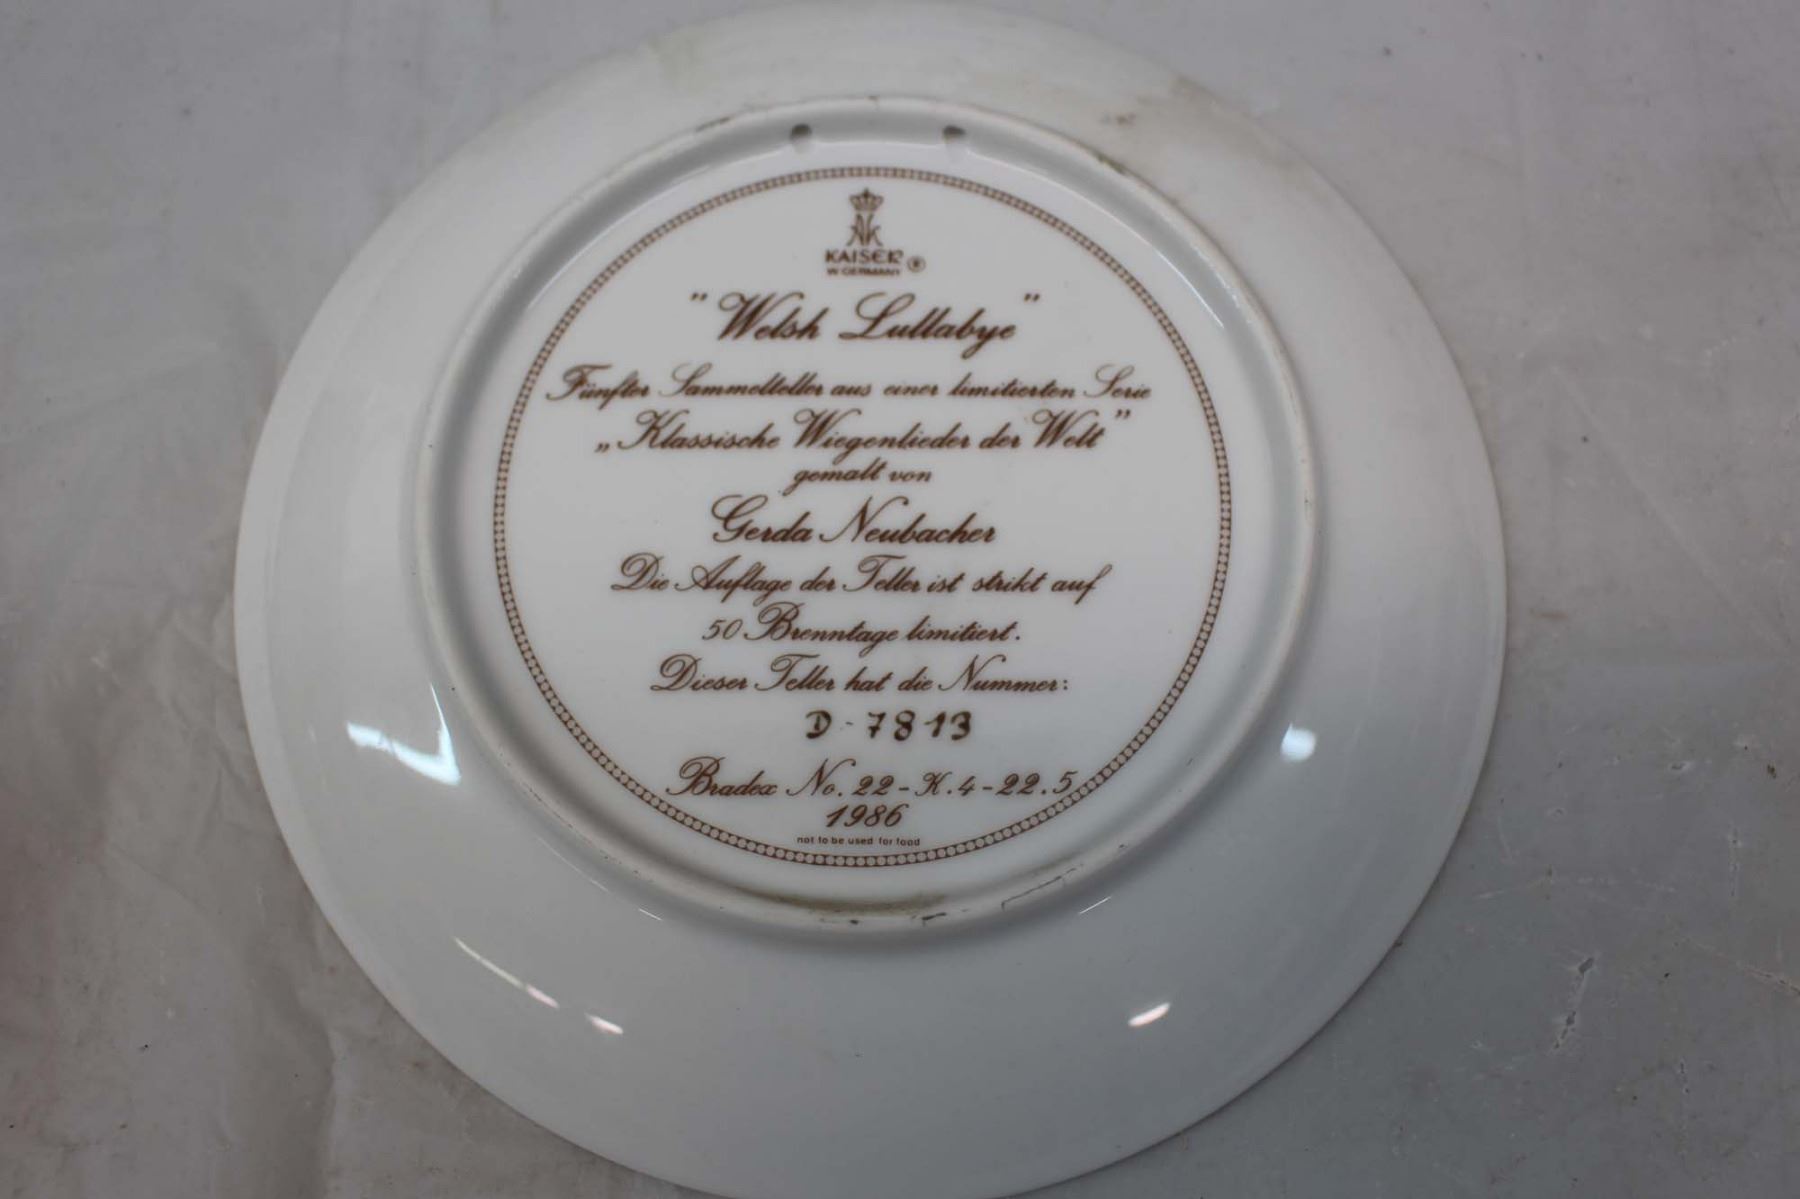 AK
KAISER ®
W. GERMANY
"Welsh Lullabye"
Fünfter Sammelteller aus einer limitierten Serie
„Klassische Wiegenlieder der Welt”
gemalt von
Gerda Neubacher
Die Auflage der Teller ist strikt auf
50 Brenntage limitiert.
Dieser Teller hat die Nummer:
D-7813
Bradex No. 22-K.4-22.5
1986
not to be used for food